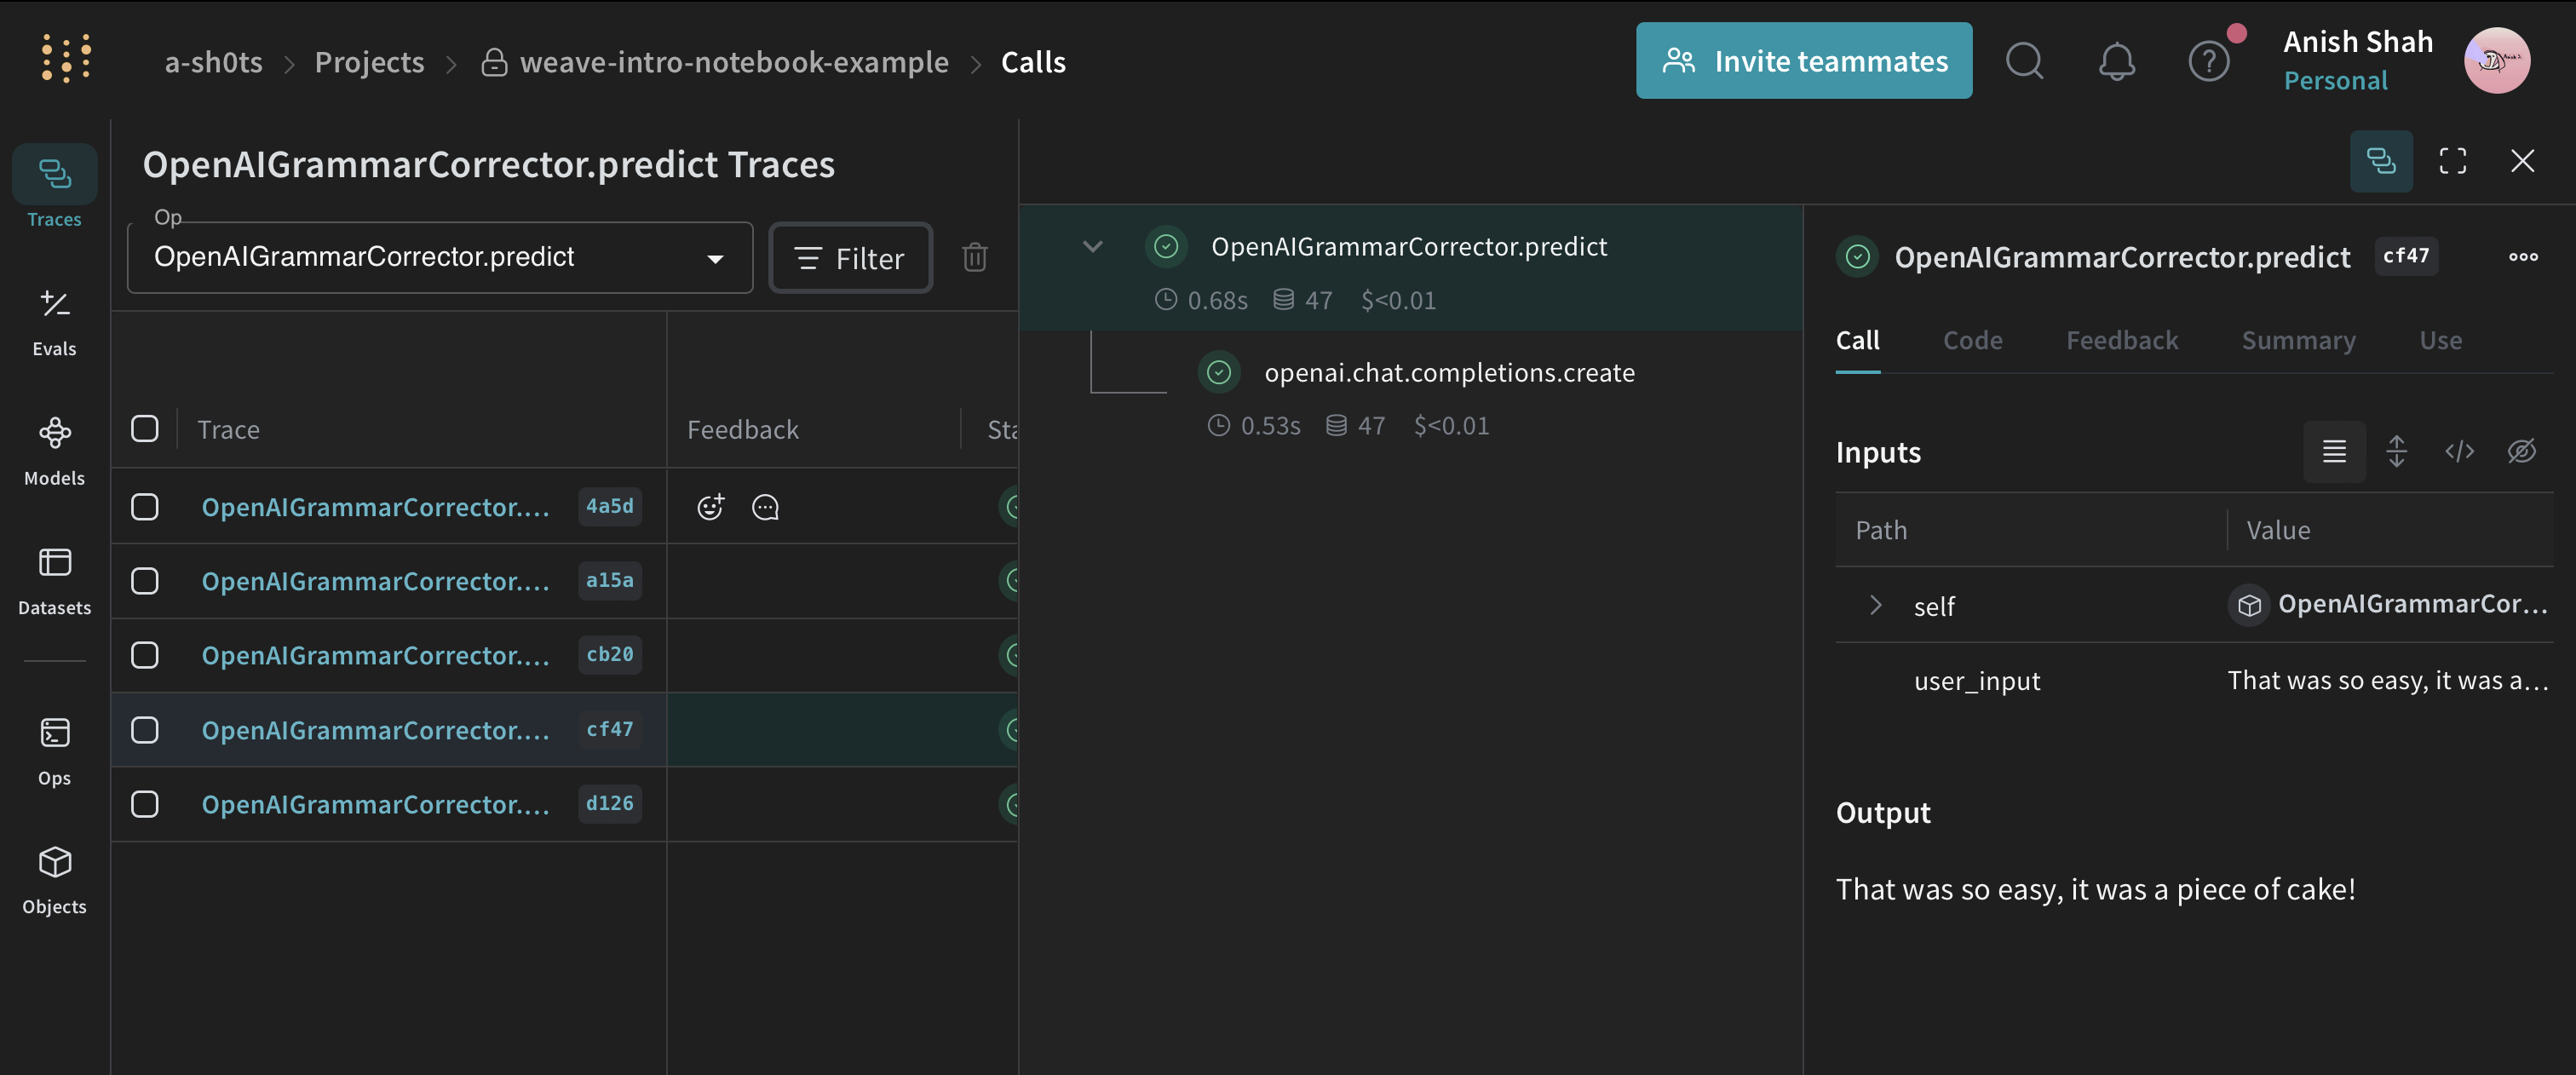 a-sh0ts > Projects > weave-intro-notebook-example > Calls
Invite teammates
Anish Shah
Personal
Traces
Evals
Models
Datasets
Ops
Objects
OpenAIGrammarCorrector.predict Traces
Op
OpenAIGrammarCorrector.predict
Filter
Trace Feedback Sta
OpenAIGrammarCorrector.... 4a5d
OpenAIGrammarCorrector.... a15a
OpenAIGrammarCorrector.... cb20
OpenAIGrammarCorrector.... cf47
OpenAIGrammarCorrector.... d126
OpenAIGrammarCorrector.predict
0.68s 47 $<0.01
openai.chat.completions.create
0.53s 47 $<0.01
OpenAIGrammarCorrector.predict cf47
Call Code Feedback Summary Use
Inputs
Path Value
self OpenAIGrammarCor...
user_input That was so easy, it was a...
Output
That was so easy, it was a piece of cake!